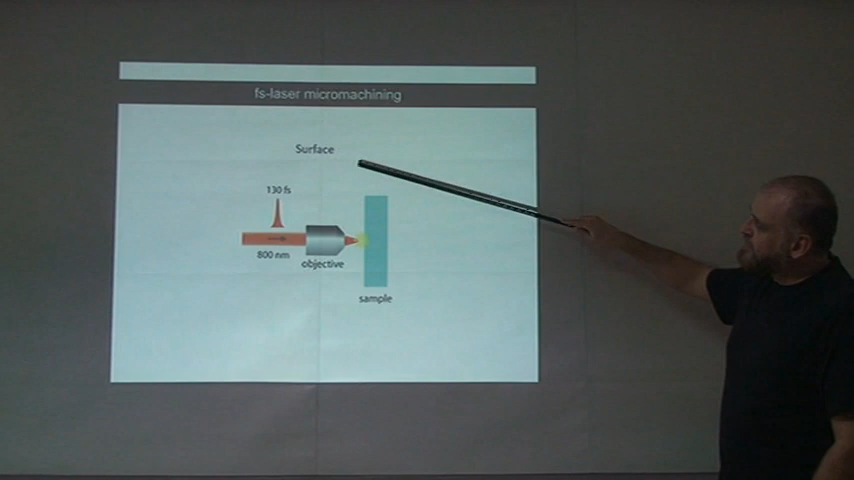 fs-laser micromachining
Surface
130 fs
800 nm
objective
sample